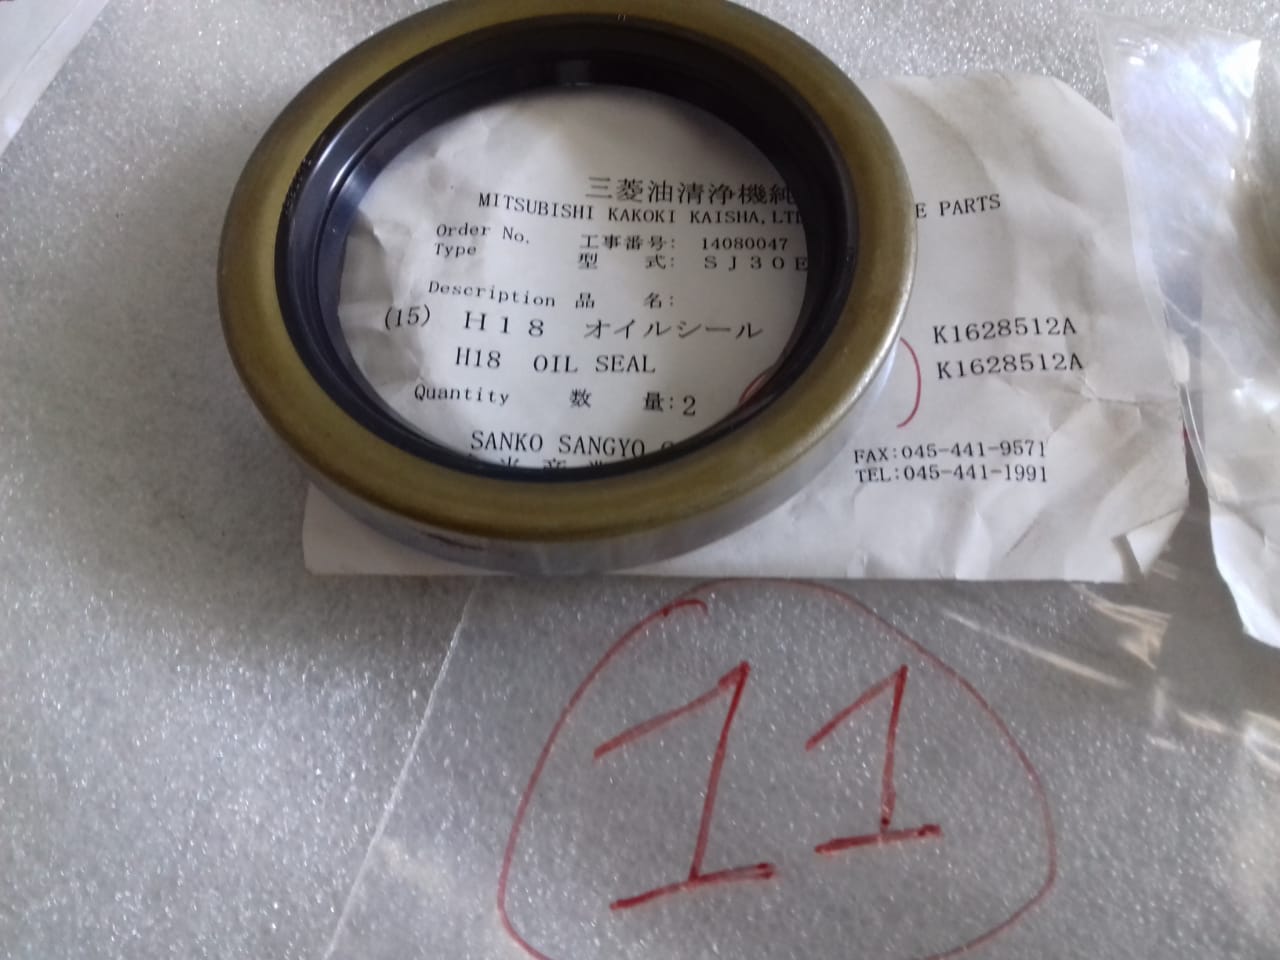 三菱油清浄機純
MITSUBISHI KAKOKI KAISHA, PARTS
Order No. 工事番号: 14080047
Type 型 式: SJ30E
Description 品 名:
(15) H18 オイルシール K1628512A
H18 OIL SEAL K1628512A
Quantity 数 量:2
SANKO SANGYO
FAX:045-441-9571
TEL:045-441-1991
11